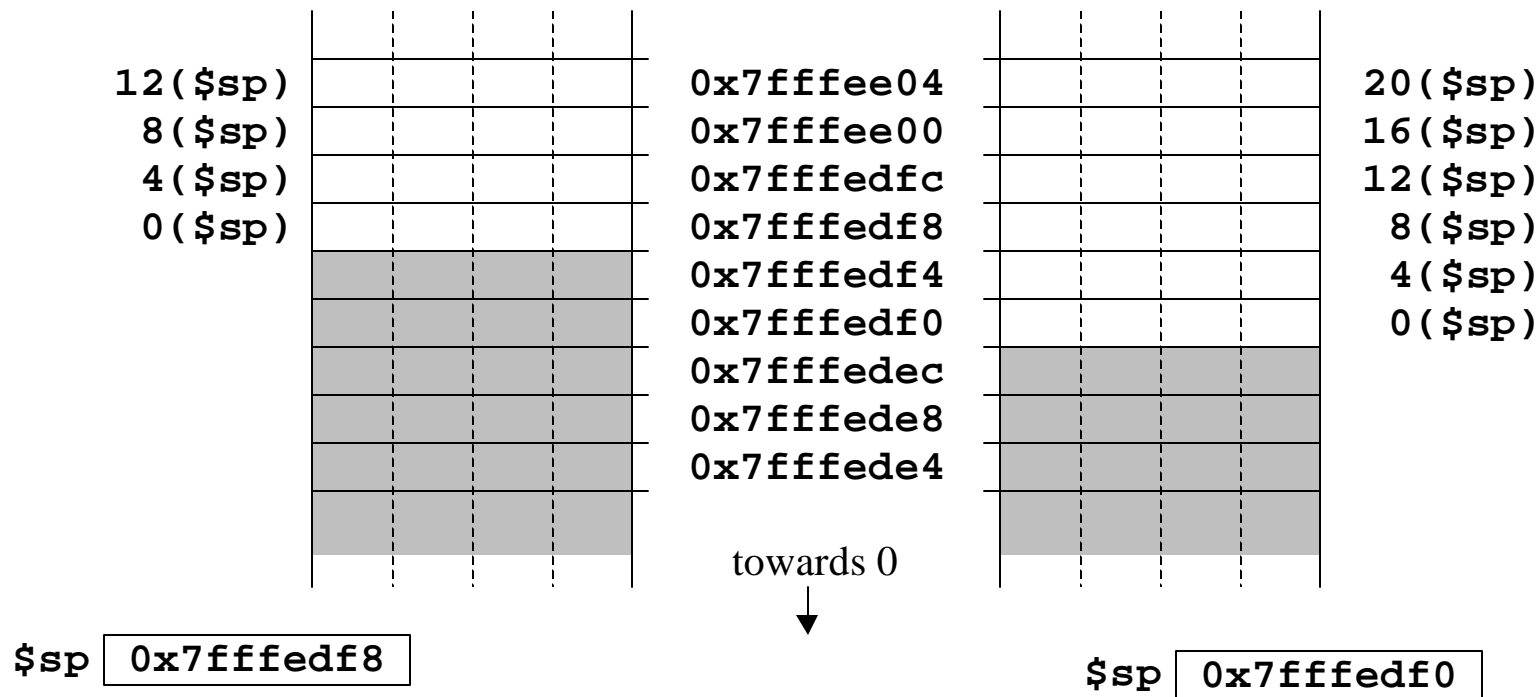 12($sp) 0x7fffee04 20($sp)
8($sp) 0x7fffee00 16($sp)
4($sp) 0x7fffedfc 12($sp)
0($sp) 0x7fffedf8 8($sp)
0x7fffedf4 4($sp)
0x7fffedf0 0($sp)
0x7fffedec
0x7fffede8
0x7fffede4
towards 0
$sp 0x7fffedf8 $sp 0x7fffedf0